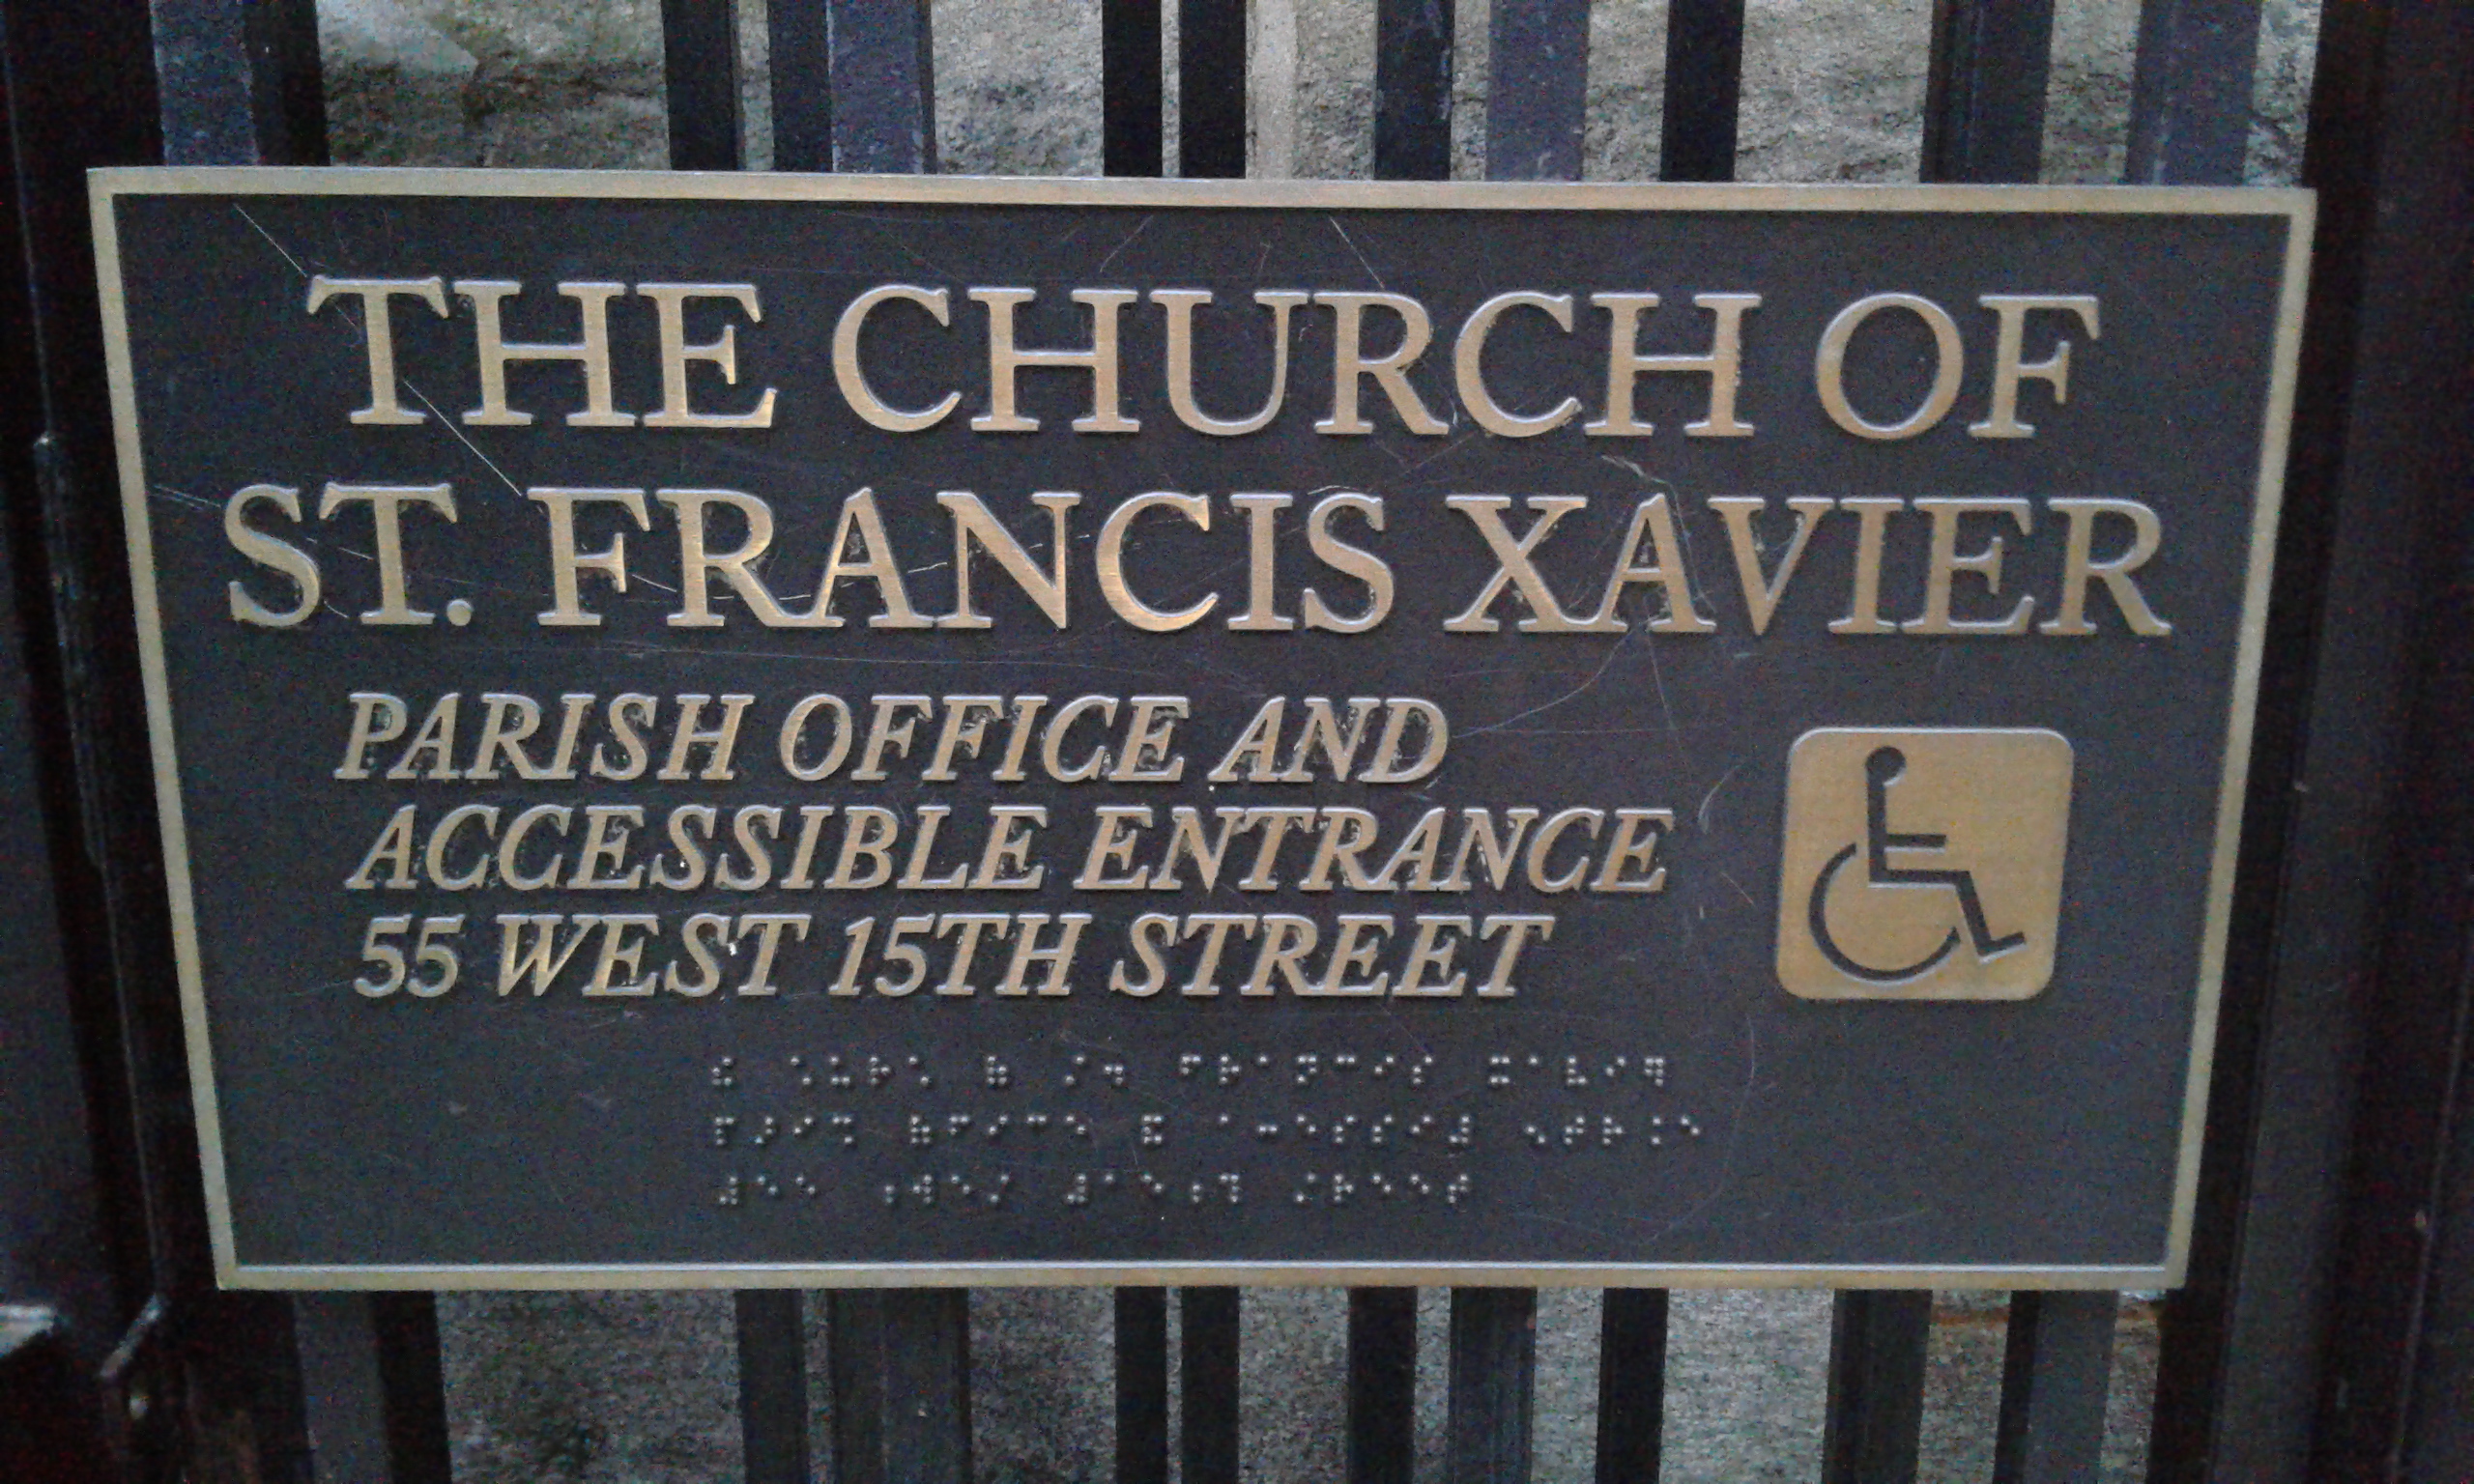 THE CHURCH OF
ST. FRANCIS XAVIER
PARISH OFFICE AND
ACCESSIBLE ENTRANCE
55 WEST 15TH STREET